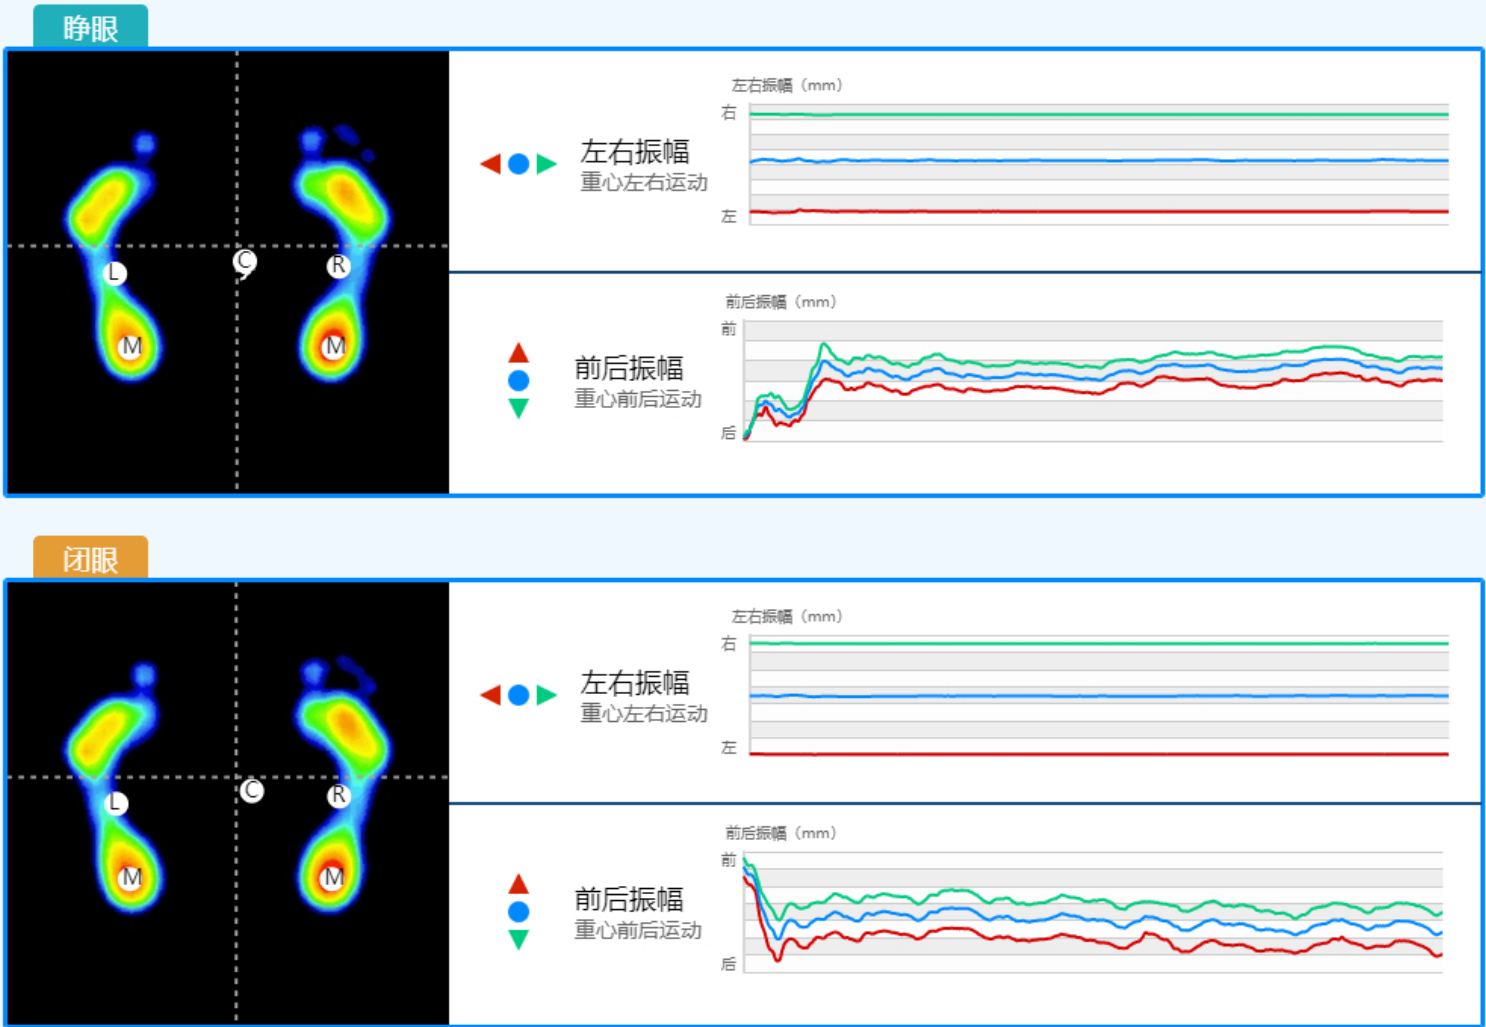 睁眼
左右振幅（mm）
右
左右振幅
重心左右运动
左
C
L
R
前后振幅（mm）
前
M
M
前后振幅
重心前后运动
后
闭眼
左右振幅（mm）
右
左右振幅
重心左右运动
左
C
L
R
前后振幅（mm）
前
M
M
前后振幅
重心前后运动
后